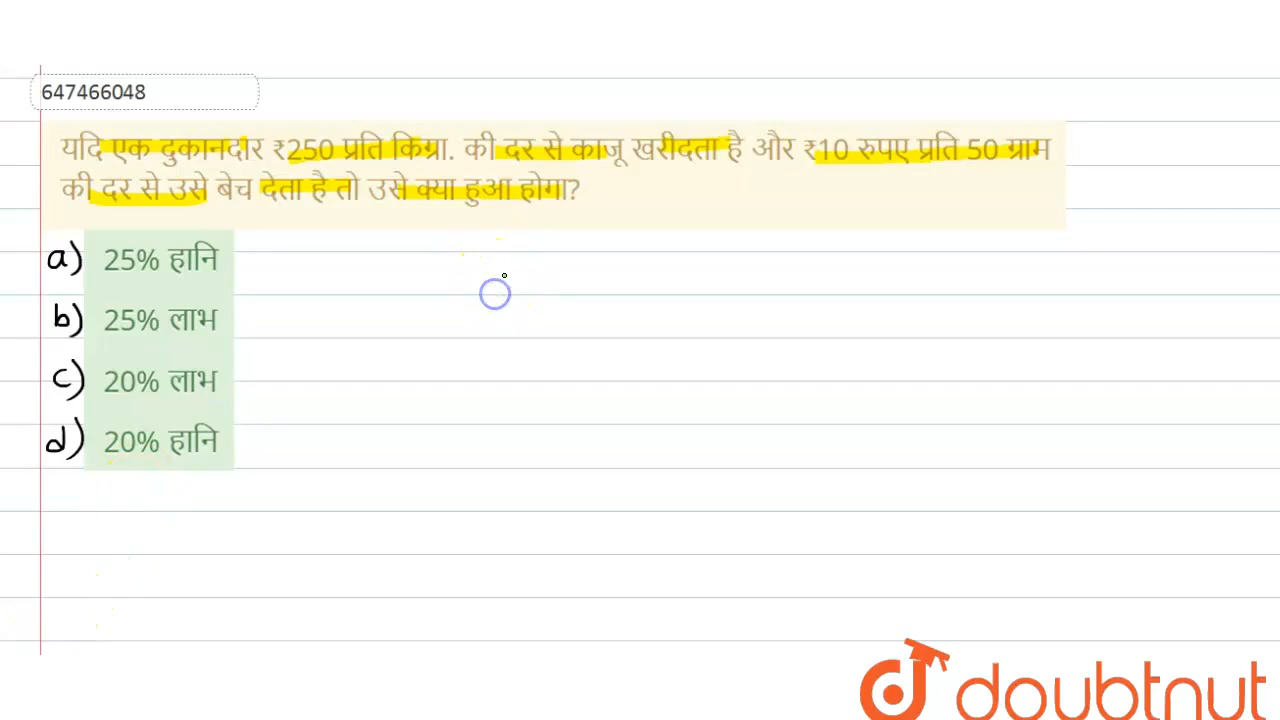 647466048
यदि एक दुकानदार ₹250 प्रति किग्रा. की दर से काजू खरीदता है और ₹10 रुपए प्रति 50 ग्राम
की दर से उसे बेच देता है तो उसे क्या हुआ होगा?
a) 25% हानि
b) 25% लाभ
c) 20% लाभ
d) 20% हानि
doubtnut